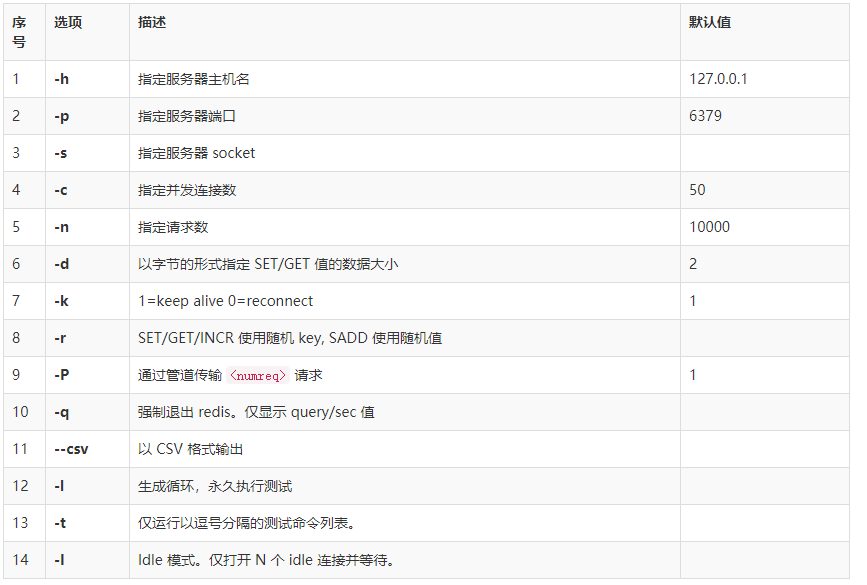 序号 选项 描述 默认值
1 -h 指定服务器主机名 127.0.0.1
2 -p 指定服务器端口 6379
3 -s 指定服务器 socket
4 -c 指定并发连接数 50
5 -n 指定请求数 10000
6 -d 以字节的形式指定 SET/GET 值的数据大小 2
7 -k 1=keep alive 0=reconnect 1
8 -r SET/GET/INCR 使用随机 key, SADD 使用随机值
9 -P 通过管道传输 <numreq> 请求 1
10 -q 强制退出 redis。仅显示 query/sec 值
11 --csv 以 CSV 格式输出
12 -l 生成循环，永久执行测试
13 -t 仅运行以逗号分隔的测试命令列表。
14 -I Idle 模式。仅打开 N 个 idle 连接并等待。